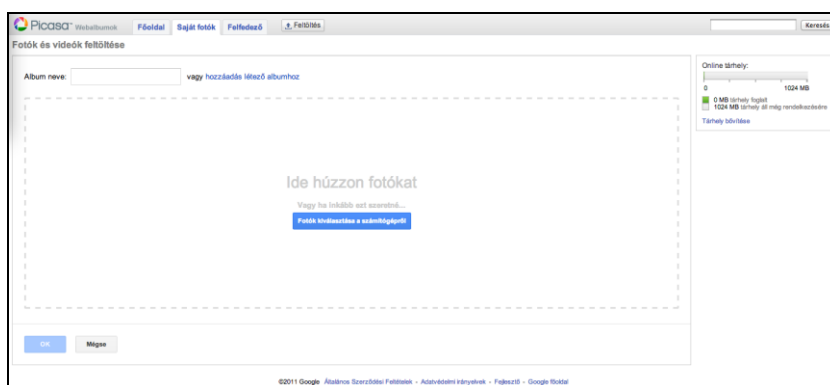 Picasa™ Webalbumok Főoldal Saját fotók Felfedező Feltöltés Keresés
Fotók és videók feltöltése
Album neve: vagy hozzáadás létező albumhoz
Ide húzzon fotókat
Vagy ha inkább ezt szeretné...
Fotók kiválasztása a számítógépről
OK Mégse
Online tárhely:
0 1024 MB
0 MB tárhely foglalt
1024 MB tárhely áll még rendelkezésére
Tárhely bővítése
©2011 Google Általános Szerződési Feltételek - Adatvédelmi irányelvek - Fejlesztő - Google főoldal